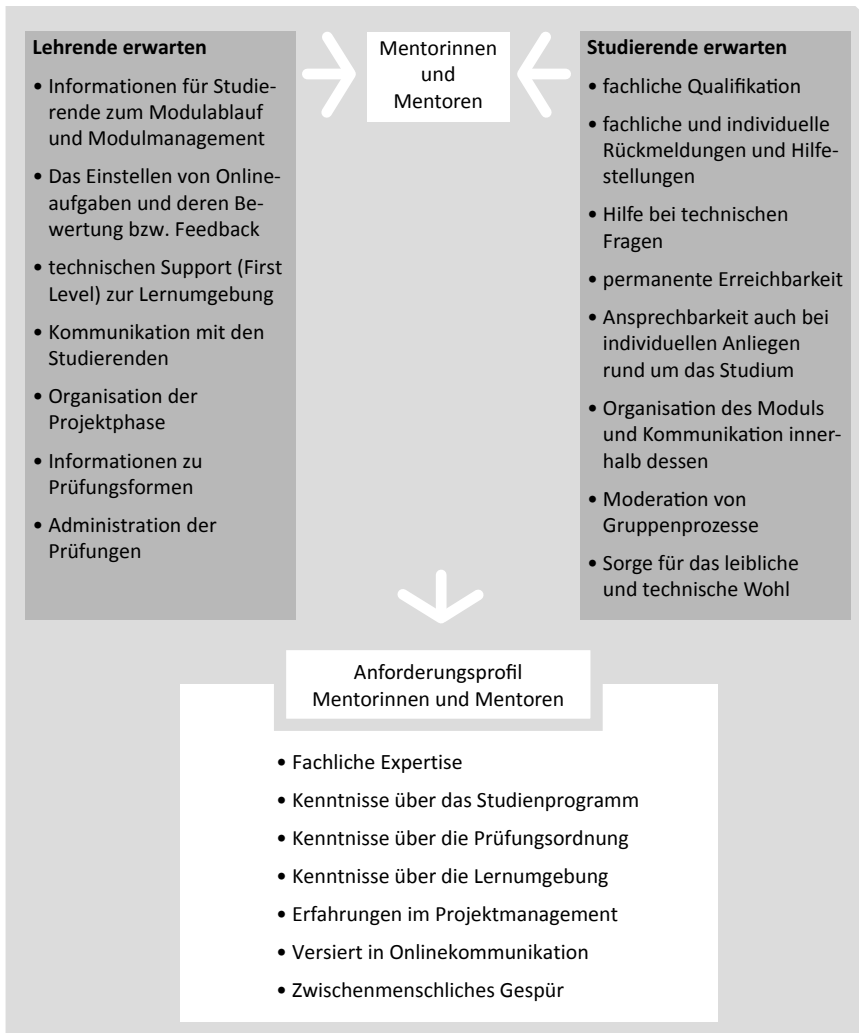 Lehrende erwarten
• Informationen für Studie-
rende zum Modulablauf
und Modulmanagement
• Das Einstellen von Online-
aufgaben und deren Be-
wertung bzw. Feedback
• technischen Support (First
Level) zur Lernumgebung
• Kommunikation mit den
Studierenden
• Organisation der
Projektphase
• Informationen zu
Prüfungsformen
• Administration der
Prüfungen
Mentorinnen
und
Mentoren
Studierende erwarten
• fachliche Qualifikation
• fachliche und individuelle
Rückmeldungen und Hilfe-
stellungen
• Hilfe bei technischen
Fragen
• permanente Erreichbarkeit
• Ansprechbarkeit auch bei
individuellen Anliegen
rund um das Studium
• Organisation des Moduls
und Kommunikation inner-
halb dessen
• Moderation von
Gruppenprozesse
• Sorge für das leibliche
und technische Wohl
Anforderungsprofil
Mentorinnen und Mentoren
• Fachliche Expertise
• Kenntnisse über das Studienprogramm
• Kenntnisse über die Prüfungsordnung
• Kenntnisse über die Lernumgebung
• Erfahrungen im Projektmanagement
• Versiert in Onlinekommunikation
• Zwischenmenschliches Gespür